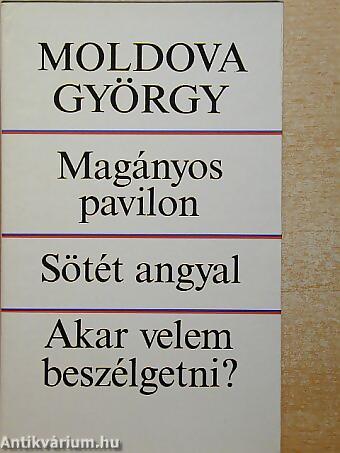 MOLDOVA
GYÖRGY
Magányos
pavilon
Sötét angyal
Akar velem
beszélgetni?
Antikvárium.hu